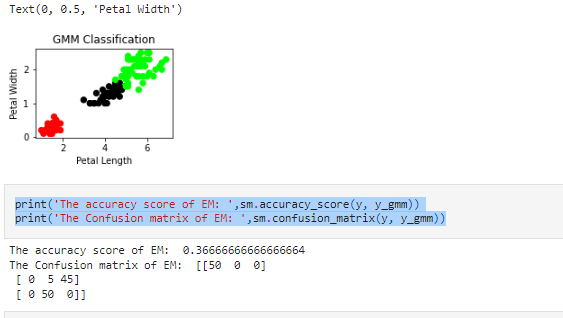 Text(0, 0.5, 'Petal Width')
GMM Classification
Petal Width
2
1
0
2 4 6
Petal Length
print('The accuracy score of EM: ',sm.accuracy_score(y, y_gmm))
print('The Confusion matrix of EM: ',sm.confusion_matrix(y, y_gmm))
The accuracy score of EM:  0.36666666666666664
The Confusion matrix of EM:  [[50  0  0]
 [ 0  5 45]
 [ 0 50  0]]